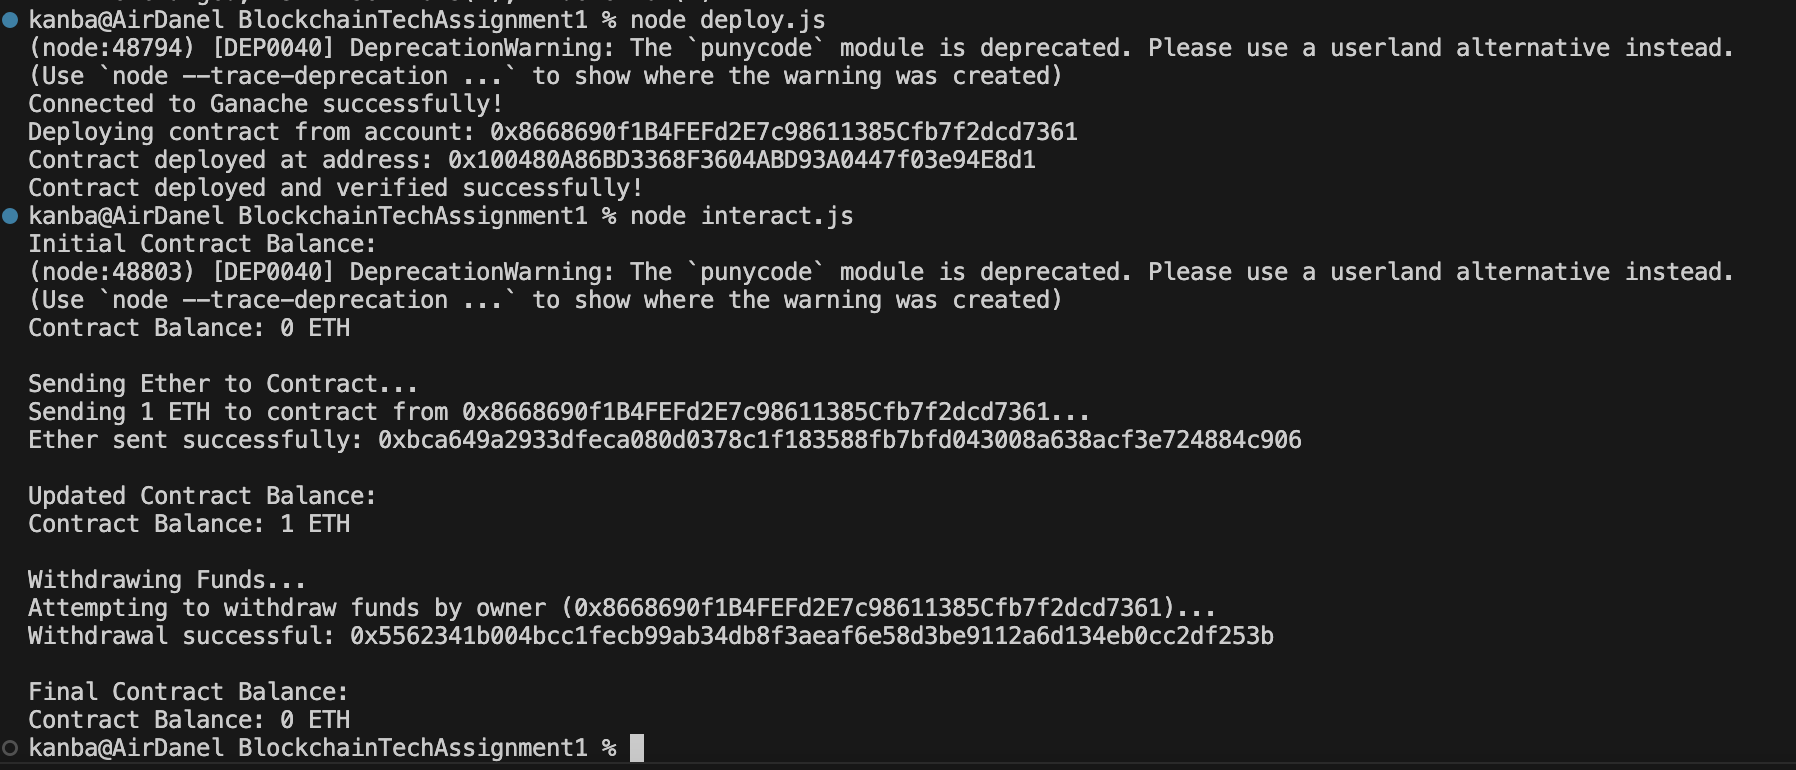 kanba@AirDanel BlockchainTechAssignment1 % node deploy.js
(node:48794) [DEP0040] DeprecationWarning: The `punycode` module is deprecated. Please use a userland alternative instead.
(Use `node --trace-deprecation ...` to show where the warning was created)
Connected to Ganache successfully!
Deploying contract from account: 0x8668690f1B4FEFd2E7c98611385Cfb7f2dcd7361
Contract deployed at address: 0x100480A86BD3368F3604ABD93A0447f03e94E8d1
Contract deployed and verified successfully!
kanba@AirDanel BlockchainTechAssignment1 % node interact.js
Initial Contract Balance:
(node:48803) [DEP0040] DeprecationWarning: The `punycode` module is deprecated. Please use a userland alternative instead.
(Use `node --trace-deprecation ...` to show where the warning was created)
Contract Balance: 0 ETH
Sending Ether to Contract...
Sending 1 ETH to contract from 0x8668690f1B4FEFd2E7c98611385Cfb7f2dcd7361...
Ether sent successfully: 0xbca649a2933dfeca080d0378c1f183588fb7bfd043008a638acf3e724884c906
Updated Contract Balance:
Contract Balance: 1 ETH
Withdrawing Funds...
Attempting to withdraw funds by owner (0x8668690f1B4FEFd2E7c98611385Cfb7f2dcd7361)...
Withdrawal successful: 0x5562341b004bcc1fecb99ab34db8f3aeaf6e58d3be9112a6d134eb0cc2df253b
Final Contract Balance:
Contract Balance: 0 ETH
kanba@AirDanel BlockchainTechAssignment1 %